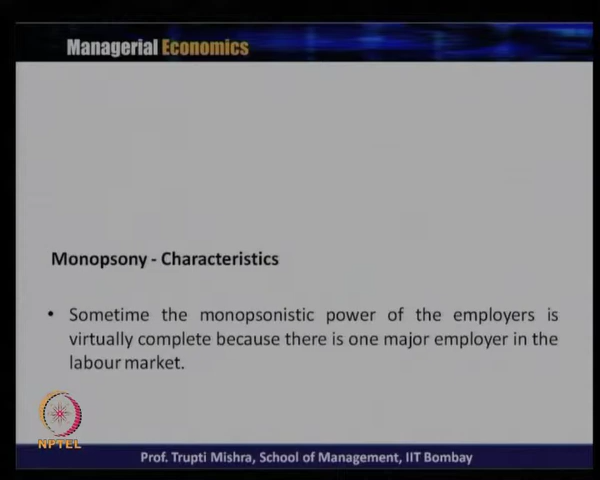 Managerial Economics
Monopsony - Characteristics
• Sometime the monopsonistic power of the employers is
virtually complete because there is one major employer in the
labour market.
NPTEL
Prof. Trupti Mishra, School of Management, IIT Bombay